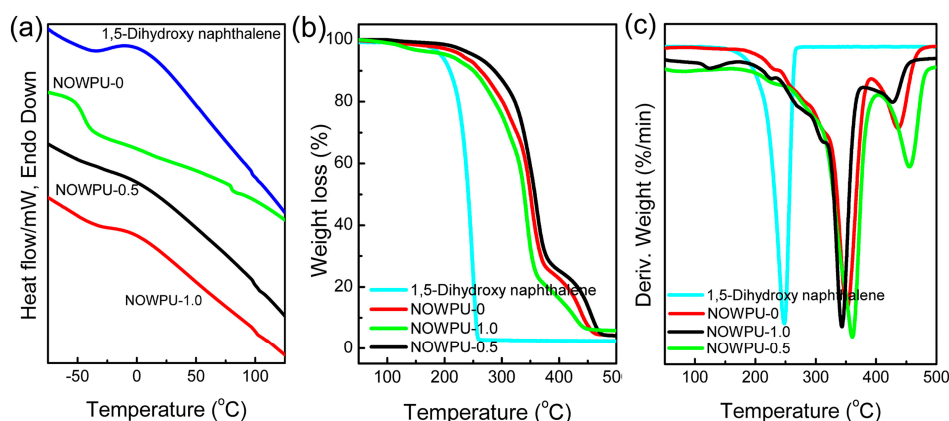 (a)
1,5-Dihydroxy naphthalene
NOWPU-0
NOWPU-0.5
NOWPU-1.0
Heat flow/mW, Endo Down
-50
0
50
100
Temperature (°C)
(b)
100
80
60
40
20
0
Weight loss (%)
1,5-Dihydroxy naphthalene
NOWPU-0
NOWPU-1.0
NOWPU-0.5
100
200
300
400
500
Temperature (°C)
(c)
Deriv. Weight (%/min)
1,5-Dihydroxy naphthalene
NOWPU-0
NOWPU-1.0
NOWPU-0.5
100
200
300
400
500
Temperature (°C)